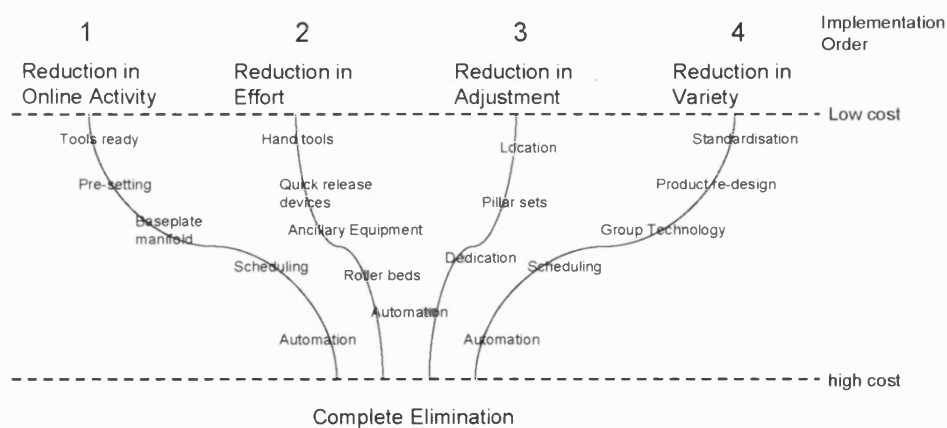 1
2
3
4
Implementation
Order
Reduction in
Online Activity
Reduction in
Effort
Reduction in
Adjustment
Reduction in
Variety
Low cost
Tools ready
Hand tools
Location
Standardisation
Pre-setting
Quick release
devices
Pillar sets
Product re-design
Baseplate
manifold
Ancillary Equipment
Group Technology
Scheduling
Roller beds
Dedication
Scheduling
Automation
Automation
Automation
high cost
Complete Elimination